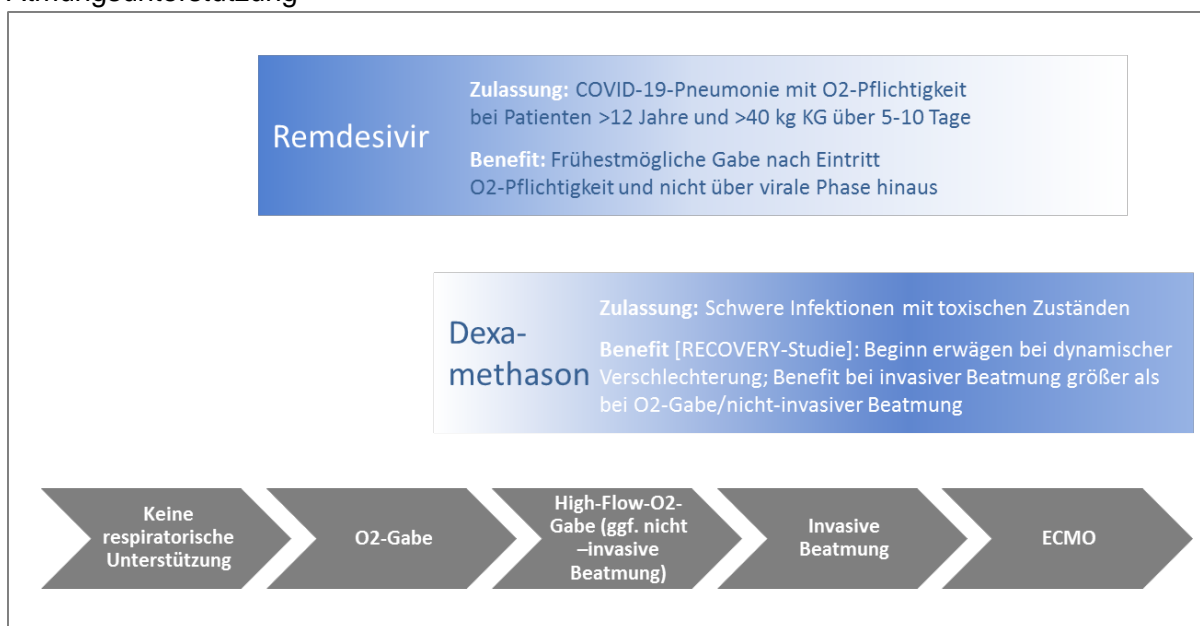 Atmungsunterstützung
Remdesivir
Zulassung: COVID-19-Pneumonie mit O2-Pflichtigkeit
bei Patienten >12 Jahre und >40 kg KG über 5-10 Tage
Benefit: Frühestmögliche Gabe nach Eintritt
O2-Pflichtigkeit und nicht über virale Phase hinaus
Dexa-
methason
Zulassung: Schwere Infektionen mit toxischen Zuständen
Benefit [RECOVERY-Studie]: Beginn erwägen bei dynamischer
Verschlechterung; Benefit bei invasiver Beatmung größer als
bei O2-Gabe/nicht-invasiver Beatmung
Keine
respiratorische
Unterstützung
O2-Gabe
High-Flow-O2-
Gabe (ggf. nicht
–invasive
Beatmung)
Invasive
Beatmung
ECMO